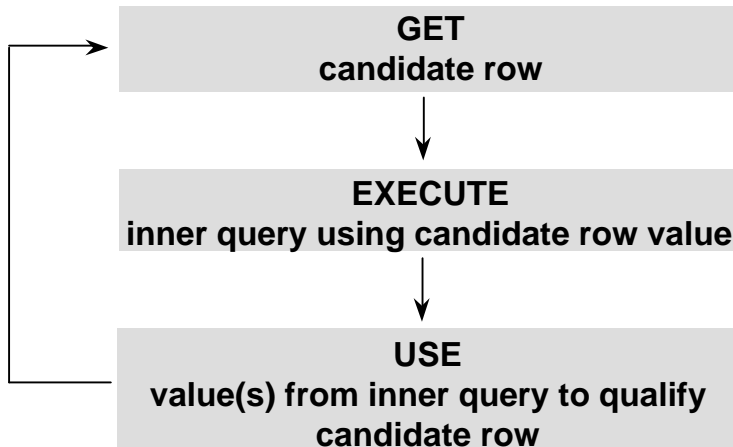 GET
candidate row
EXECUTE
inner query using candidate row value
USE
value(s) from inner query to qualify
candidate row